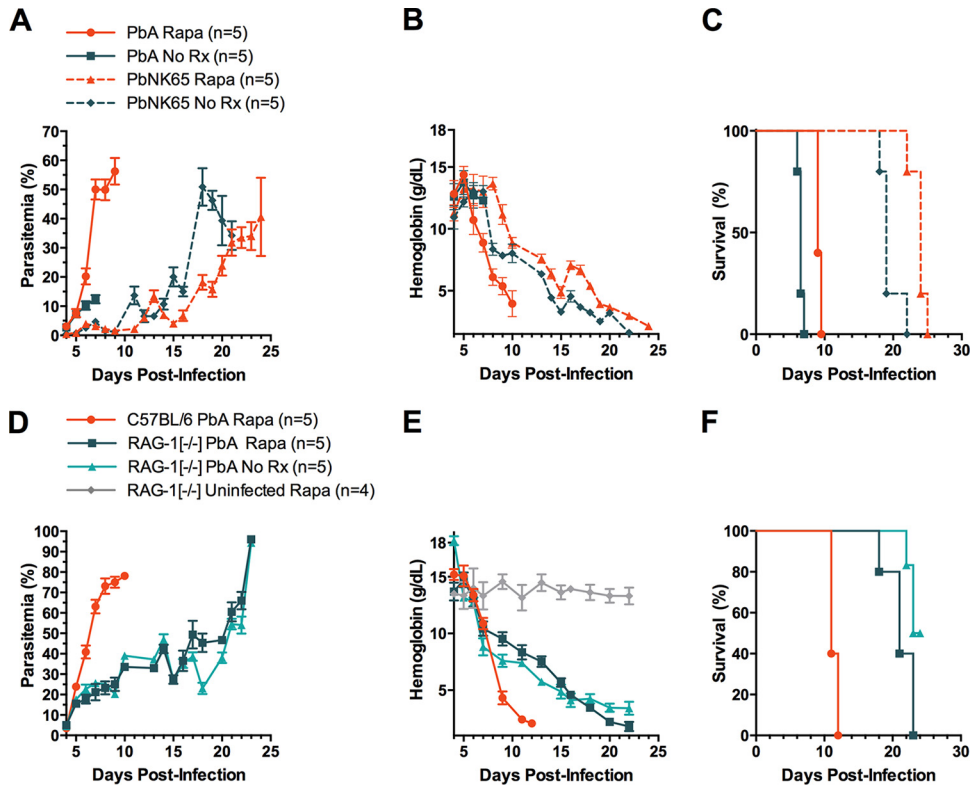 A
PbA Rapa (n=5)
PbA No Rx (n=5)
PbNK65 Rapa (n=5)
PbNK65 No Rx (n=5)
Parasitemia (%)
70
60
50
40
30
20
10
0
5 10 15 20 25
Days Post-Infection
B
Hemoglobin (g/dL)
18
15
10
5
5 10 15 20 25
Days Post-Infection
C
Survival (%)
100
50
0
0 10 20 30
Days Post-Infection
D
C57BL/6 PbA Rapa (n=5)
RAG-1[-/-] PbA Rapa (n=5)
RAG-1[-/-] PbA No Rx (n=5)
RAG-1[-/-] Uninfected Rapa (n=4)
Parasitemia (%)
100
90
80
70
60
50
40
30
20
10
0
5 10 15 20 25
Days Post-Infection
E
Hemoglobin (g/dL)
18
15
10
5
5 10 15 20 25
Days Post-Infection
F
Survival (%)
100
80
60
40
20
0
0 10 20 30
Days Post-Infection